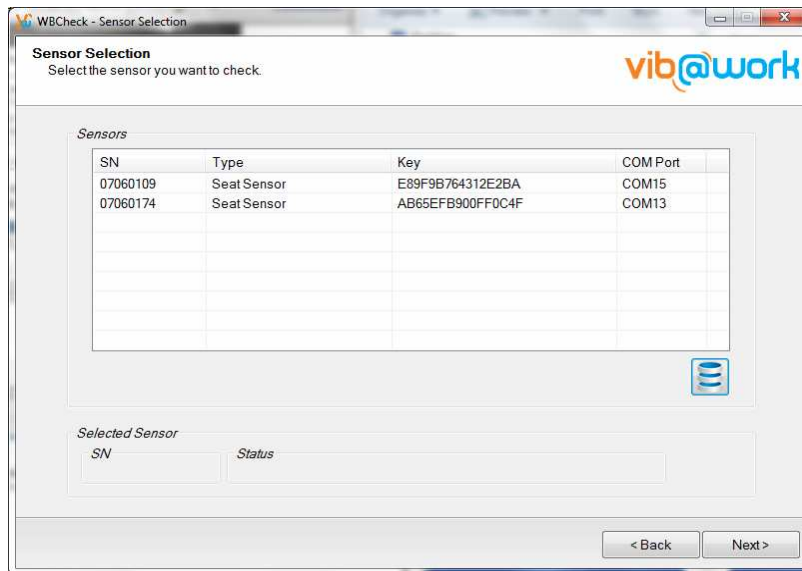 WBCheck - Sensor Selection
Sensor Selection
Select the sensor you want to check.
vib@work
Sensors
SN Type Key COM Port
07060109 Seat Sensor E89F9B764312E2BA COM15
07060174 Seat Sensor AB65EFB900FF0C4F COM13
Selected Sensor
SN Status
< Back Next >